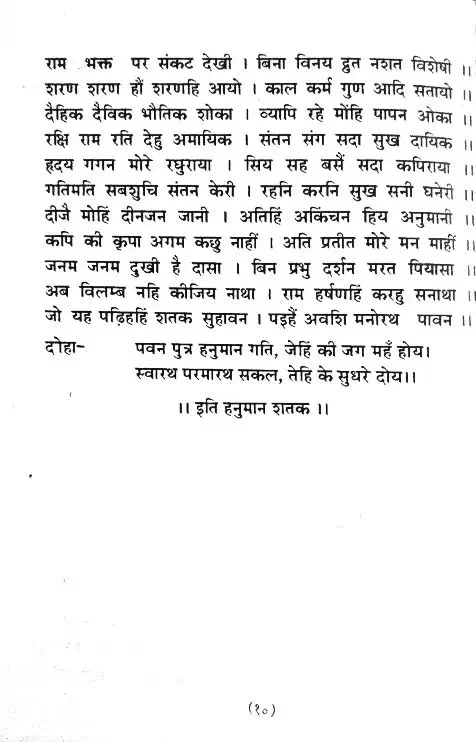 राम भक्त पर संकट देखी । बिना विनय द्रुत नशत विशेषी ।।
शरण शरण हौं शरणहि आयो । काल कर्म गुण आदि सतायो ।।
दैहिक दैविक भौतिक शोका । व्यापि रहे मोंहि पापन ओका ।।
रक्षि राम रति देहु अमायिक । संतन संग सदा सुख दायिक ।।
हृदय गगन मोरे रघुराया । सिय सह बसैं सदा कपिराया ।।
गतिमति सबशुचि संतन केरी । रहनि करनि सुख सनी घनेरी ।।
दीजै मोहिं दीनजन जानी । अतिहिं अकिंचन हिय अनुमानी ।।
कपि की कृपा अगम कछु नाहीं । अति प्रतीत मोरे मन माहीं ।।
जनम जनम दुखी है दासा । बिन प्रभु दर्शन मरत पियासा ।।
अब विलम्ब नहि कीजिय नाथा । राम हर्षणहिं करहु सनाथा ।।
जो यह पढ़िहहिं शतक सुहावन । पइहैं अवशि मनोरथ पावन ।।
दोहा- पवन पुत्र हनुमान गति, जेहिं की जग महँ होय।
स्वारथ परमारथ सकल, तेहि के सुधरे दोय।।
।। इति हनुमान शतक ।।
(१०)